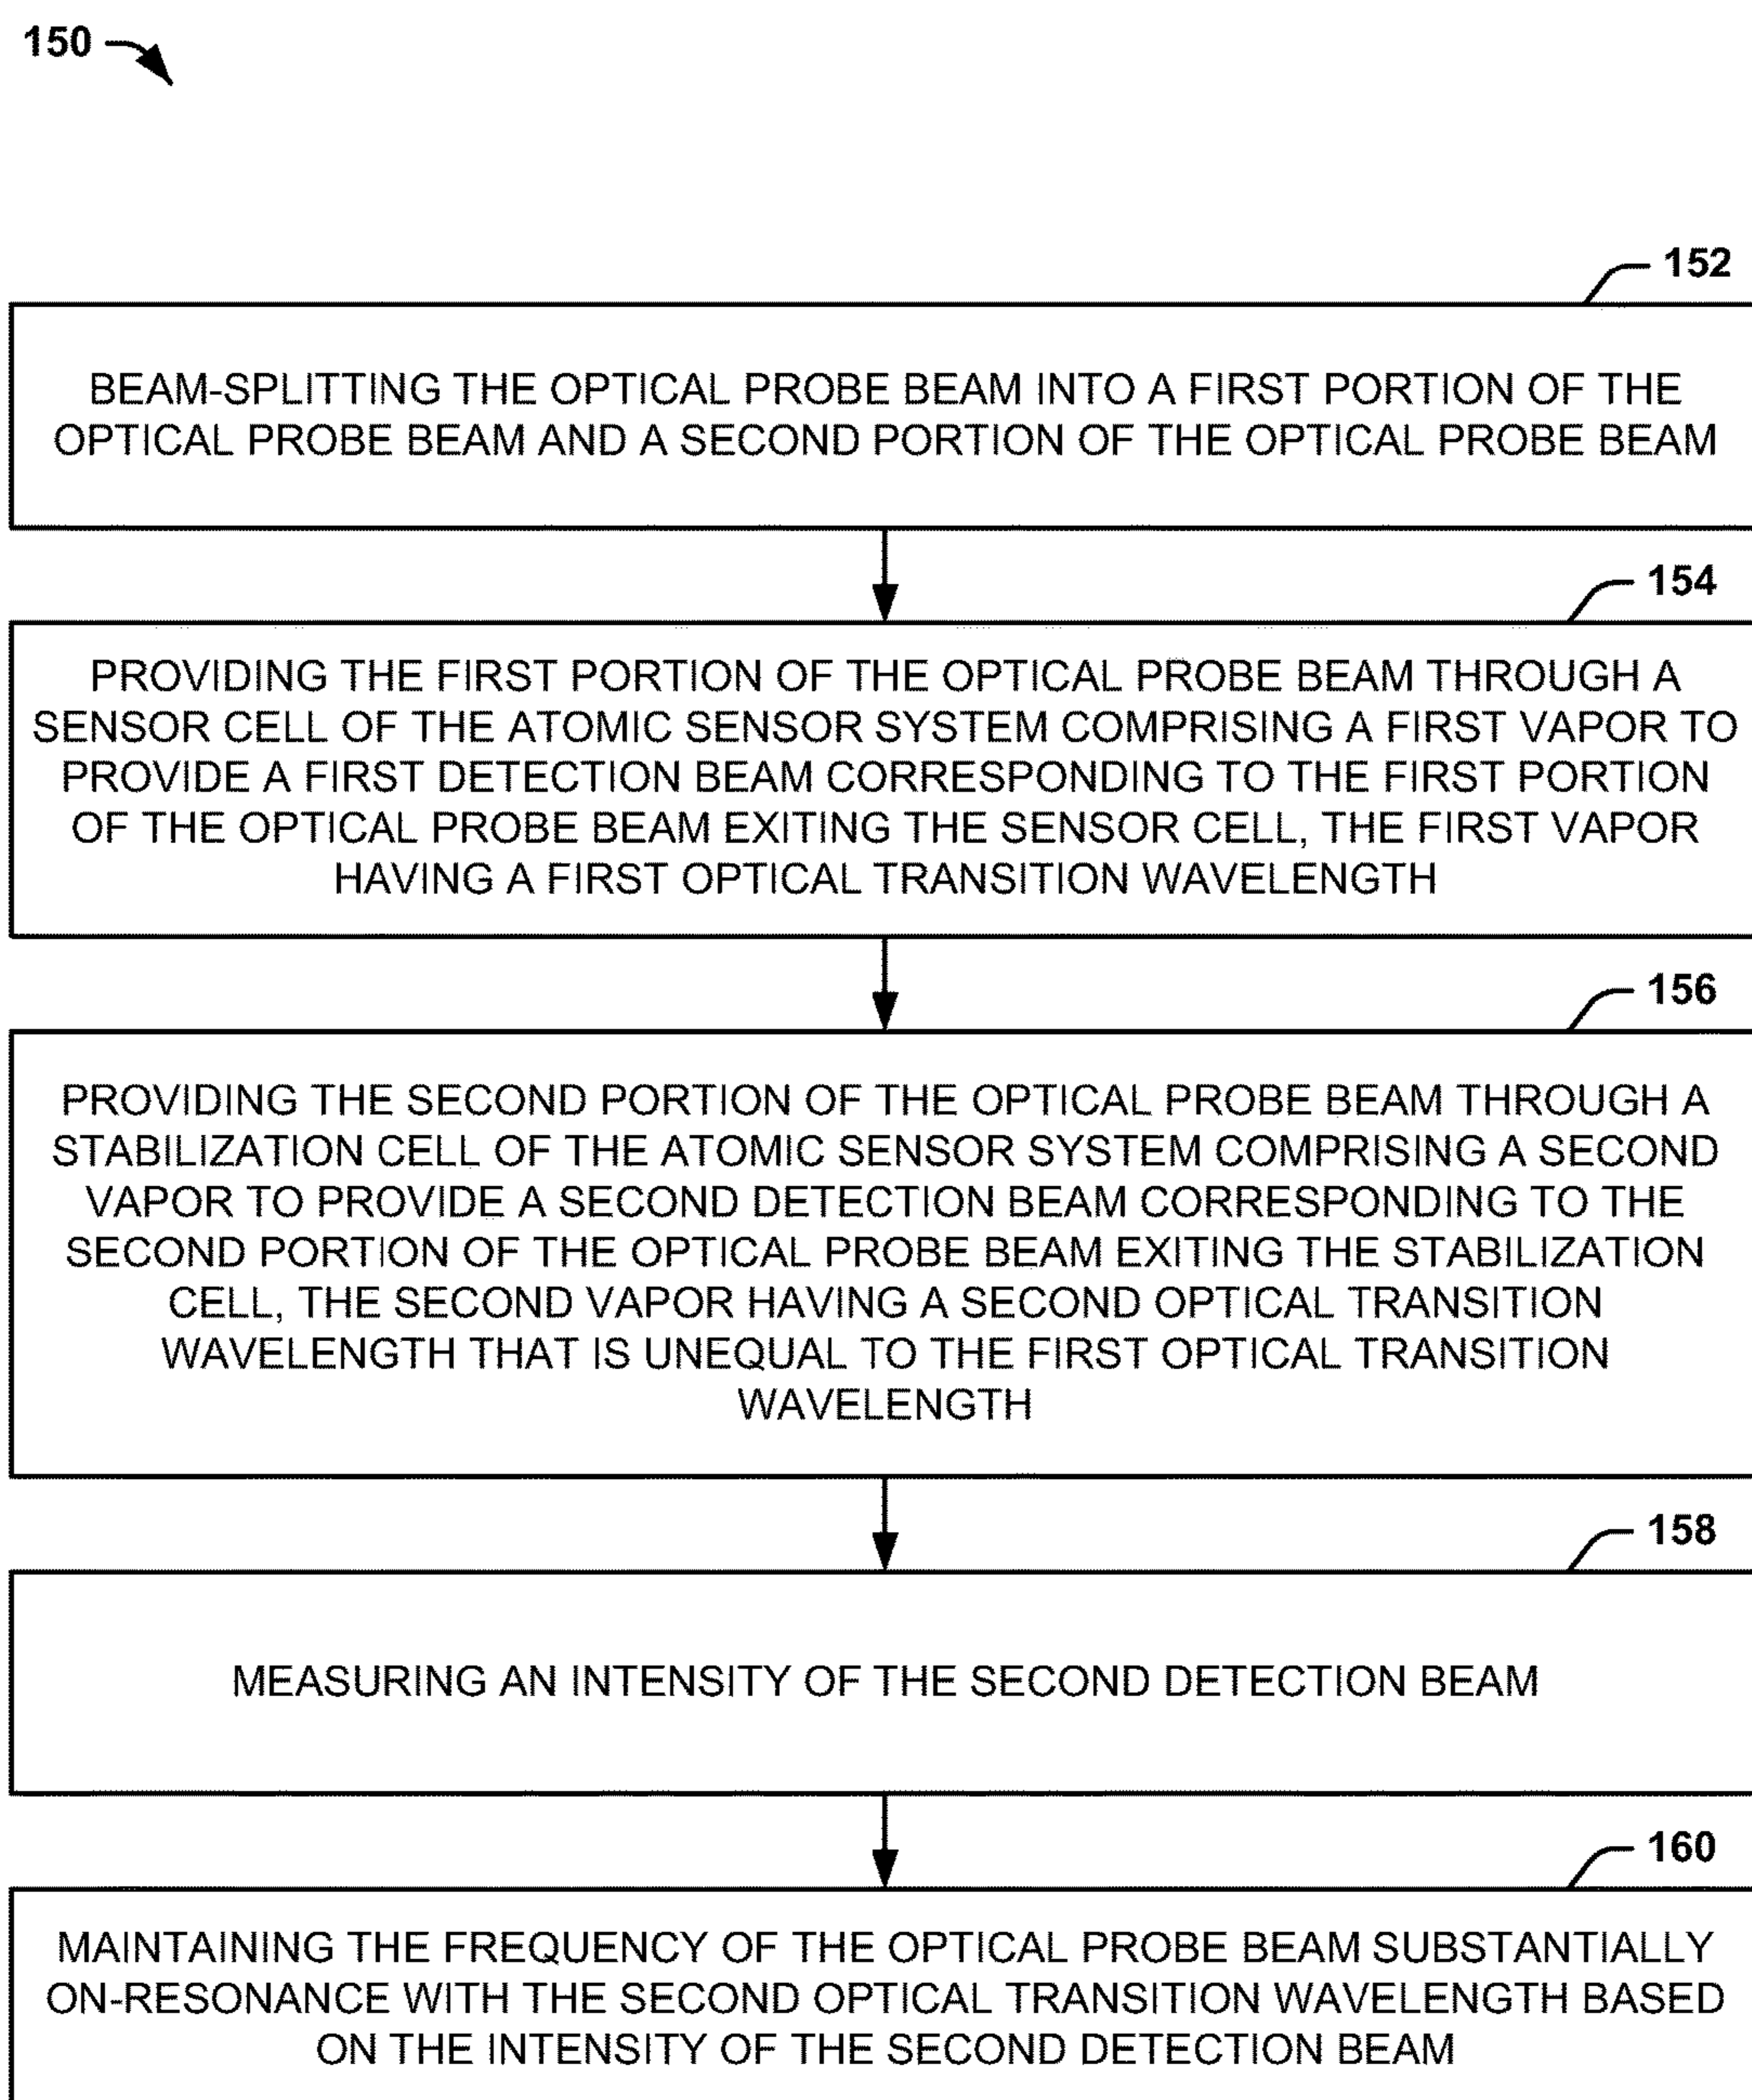 150
152
BEAM-SPLITTING THE OPTICAL PROBE BEAM INTO A FIRST PORTION OF THE
OPTICAL PROBE BEAM AND A SECOND PORTION OF THE OPTICAL PROBE BEAM
154
PROVIDING THE FIRST PORTION OF THE OPTICAL PROBE BEAM THROUGH A
SENSOR CELL OF THE ATOMIC SENSOR SYSTEM COMPRISING A FIRST VAPOR TO
PROVIDE A FIRST DETECTION BEAM CORRESPONDING TO THE FIRST PORTION
OF THE OPTICAL PROBE BEAM EXITING THE SENSOR CELL, THE FIRST VAPOR
HAVING A FIRST OPTICAL TRANSITION WAVELENGTH
156
PROVIDING THE SECOND PORTION OF THE OPTICAL PROBE BEAM THROUGH A
STABILIZATION CELL OF THE ATOMIC SENSOR SYSTEM COMPRISING A SECOND
VAPOR TO PROVIDE A SECOND DETECTION BEAM CORRESPONDING TO THE
SECOND PORTION OF THE OPTICAL PROBE BEAM EXITING THE STABILIZATION
CELL, THE SECOND VAPOR HAVING A SECOND OPTICAL TRANSITION
WAVELENGTH THAT IS UNEQUAL TO THE FIRST OPTICAL TRANSITION
WAVELENGTH
158
MEASURING AN INTENSITY OF THE SECOND DETECTION BEAM
160
MAINTAINING THE FREQUENCY OF THE OPTICAL PROBE BEAM SUBSTANTIALLY
ON-RESONANCE WITH THE SECOND OPTICAL TRANSITION WAVELENGTH BASED
ON THE INTENSITY OF THE SECOND DETECTION BEAM